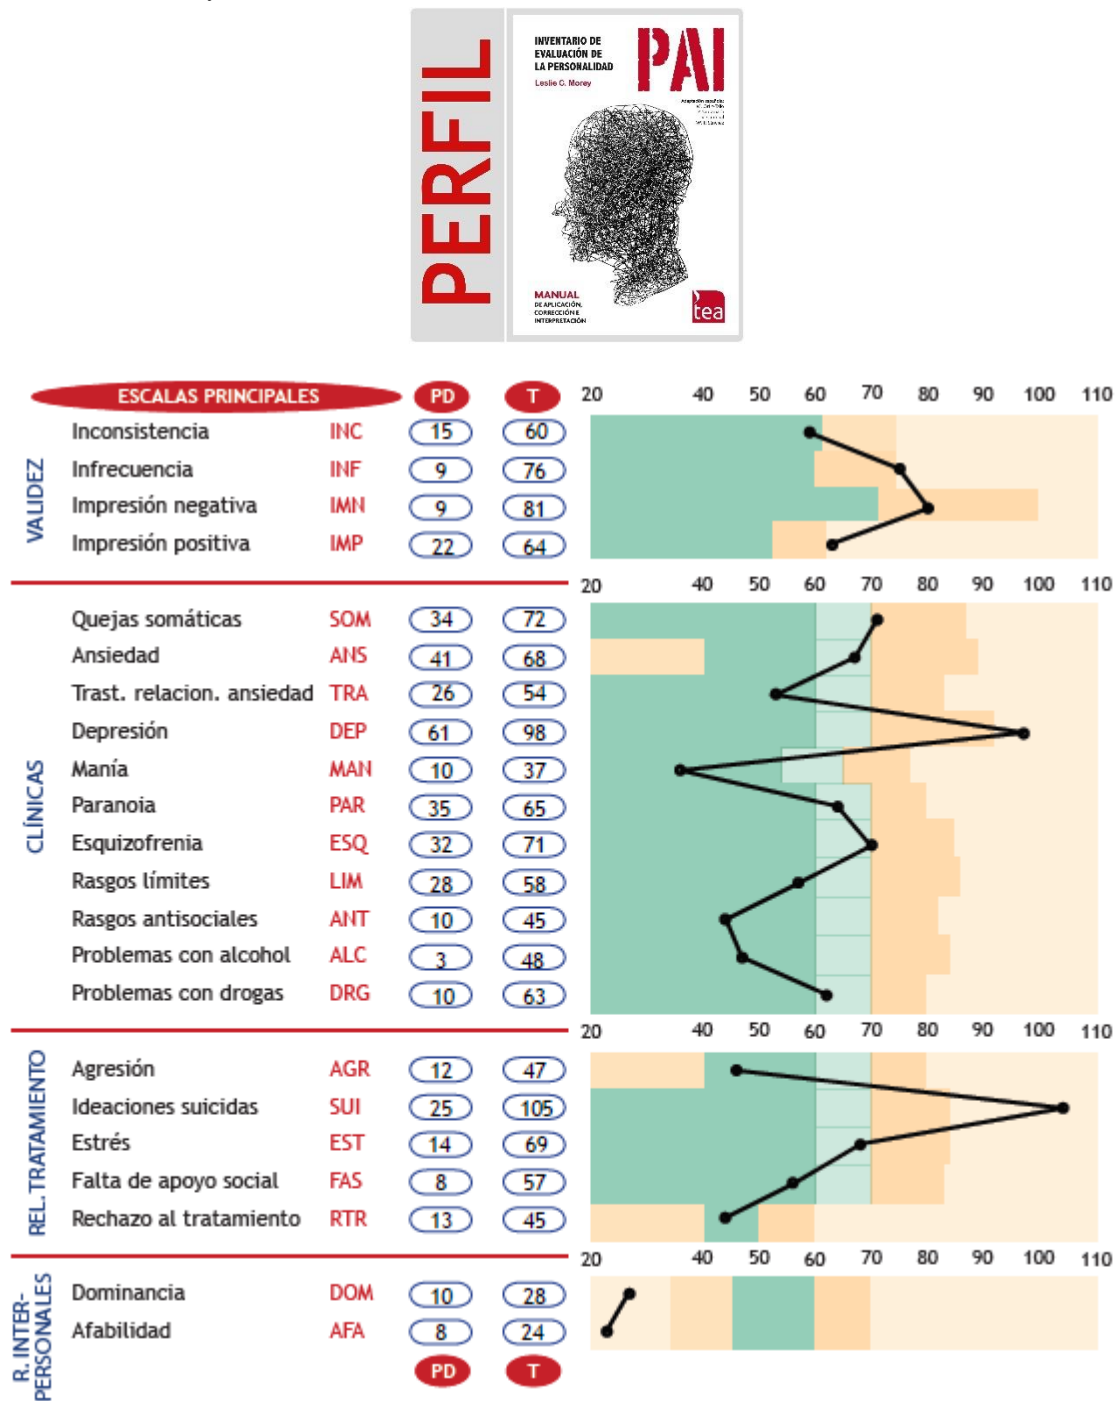 PERFIL
INVENTARIO DE
EVALUACIÓN DE
LA PERSONALIDAD
PAI
Leslie C. Morey
MANUAL
DE APLICACIÓN,
CORRECCIÓN E
INTERPRETACIÓN
tea
ESCALAS PRINCIPALES PD T 20 40 50 60 70 80 90 100 110
VALIDEZ
Inconsistencia INC 15 60
Infrecuencia INF 9 76
Impresión negativa IMN 9 81
Impresión positiva IMP 22 64
20 40 50 60 70 80 90 100 110
CLÍNICAS
Quejas somáticas SOM 34 72
Ansiedad ANS 41 68
Trast. relacion. ansiedad TRA 26 54
Depresión DEP 61 98
Manía MAN 10 37
Paranoia PAR 35 65
Esquizofrenia ESQ 32 71
Rasgos límites LIM 28 58
Rasgos antisociales ANT 10 45
Problemas con alcohol ALC 3 48
Problemas con drogas DRG 10 63
20 40 50 60 70 80 90 100 110
REL. TRATAMIENTO
Agresión AGR 12 47
Ideaciones suicidas SUI 25 105
Estrés EST 14 69
Falta de apoyo social FAS 8 57
Rechazo al tratamiento RTR 13 45
20 40 50 60 70 80 90 100 110
R. INTER-
PERSONALES
Dominancia DOM 10 28
Afabilidad AFA 8 24
PD T